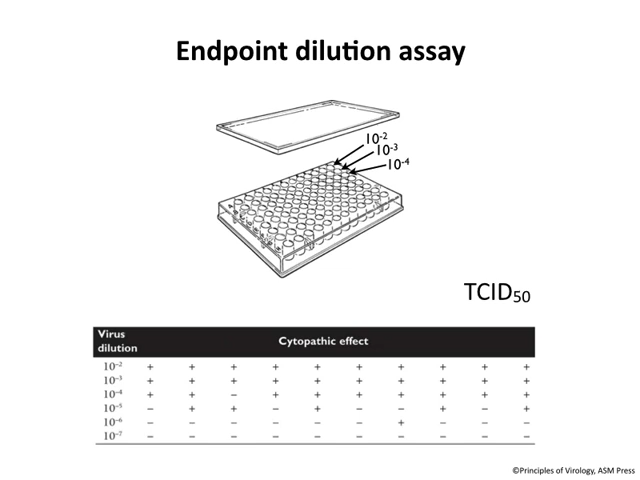 Endpoint dilution assay
10-2
10-3
10-4
TCID50
Virus dilution Cytopathic effect
10-2 + + + + + + + + + +
10-3 + + + + + + + + + +
10-4 + + – + + + + + + +
10-5 – + + – + – – + – +
10-6 – – – – – – + – – –
10-7 – – – – – – – – – –
©Principles of Virology, ASM Press